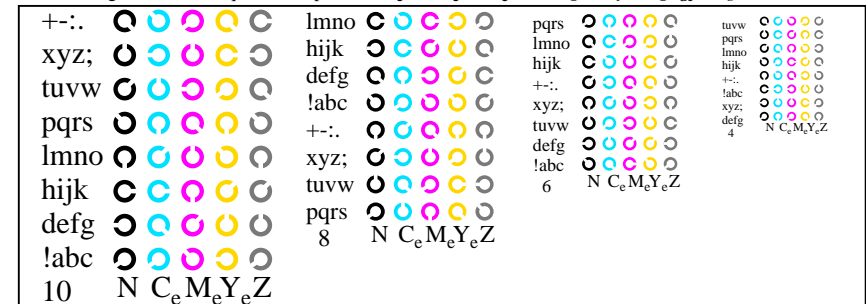 +-:.
xyz;
tuvw
pqrs
lmno
hijk
defg
!abc
10 N CeMeYeZ
lmno
hijk
defg
!abc
+-:.
xyz;
tuvw
pqrs
8 N CeMeYeZ
pqrs
lmno
hijk
+-:.
xyz;
tuvw
defg
!abc
6 N CeMeYeZ
tuvw
pqrs
lmno
hijk
+-:.
!abc
xyz;
defg
4 N CeMeYeZ